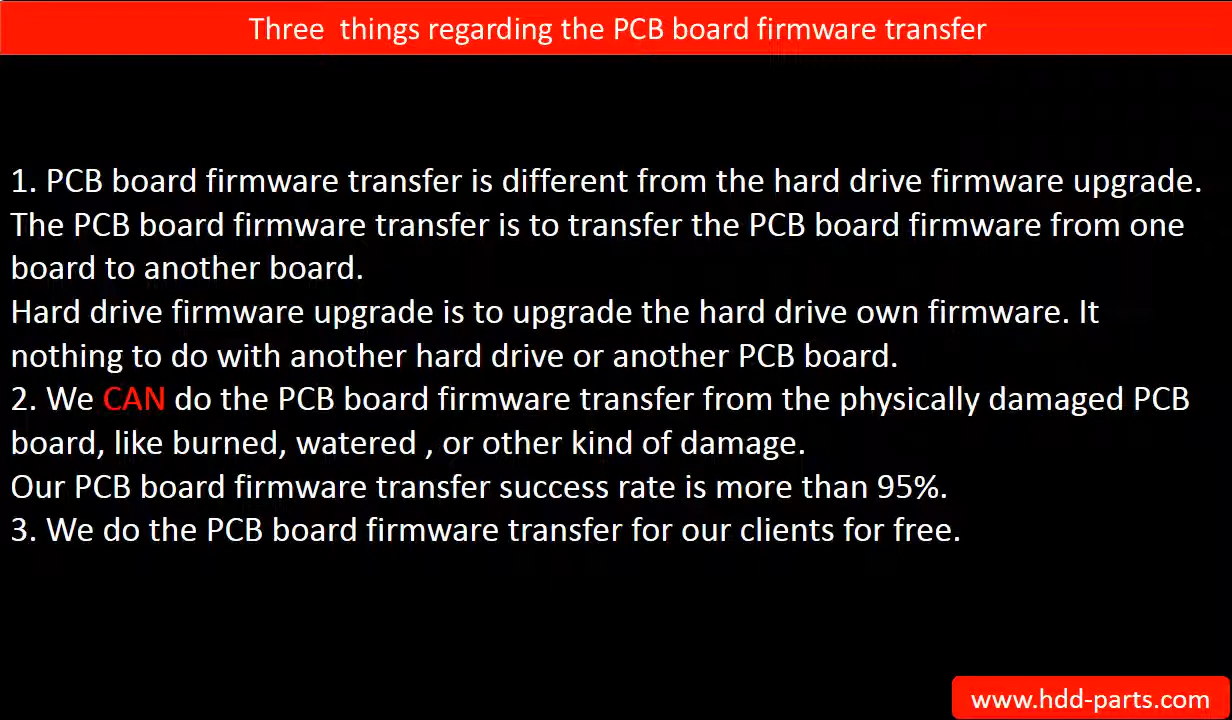 Three  things regarding the PCB board firmware transfer
1. PCB board firmware transfer is different from the hard drive firmware upgrade.
The PCB board firmware transfer is to transfer the PCB board firmware from one
board to another board.
Hard drive firmware upgrade is to upgrade the hard drive own firmware. It
nothing to do with another hard drive or another PCB board.
2. We CAN do the PCB board firmware transfer from the physically damaged PCB
board, like burned, watered , or other kind of damage.
Our PCB board firmware transfer success rate is more than 95%.
3. We do the PCB board firmware transfer for our clients for free.
www.hdd-parts.com